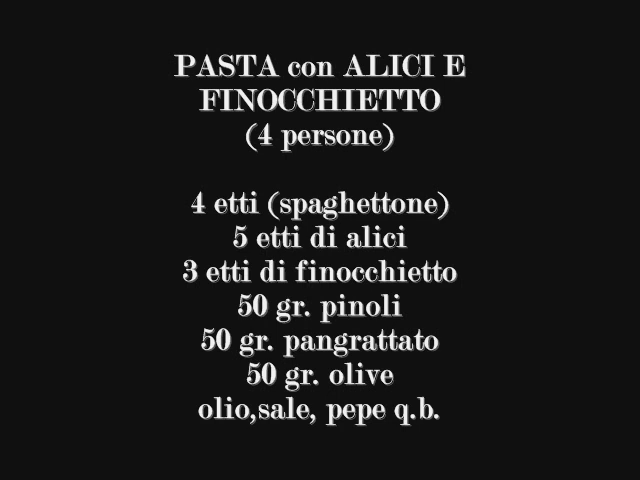 PASTA con ALICI E
FINOCCHIETTO
(4 persone)
4 etti (spaghettone)
5 etti di alici
3 etti di finocchietto
50 gr. pinoli
50 gr. pangrattato
50 gr. olive
olio,sale, pepe q.b.